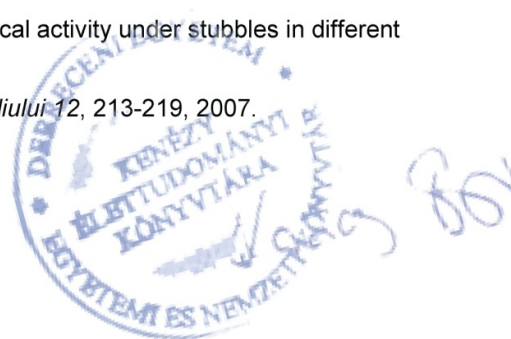 cal activity under stubbles in different
diului 12, 213-219, 2007.
DEBRECENI EGYETEM
EGYETEMI ÉS NEMZETI KÖNYVTÁR
KENÉZY
ÉLETTUDOMÁNYI
KÖNYVTÁRA